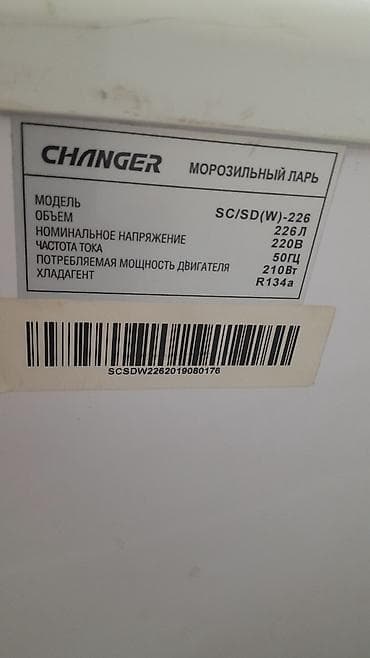 CHANGER МОРОЗИЛЬНЫЙ ЛАРЬ
МОДЕЛЬ SC/SD(W)-226
ОБЪЕМ 226Л
НОМИНАЛЬНОЕ НАПРЯЖЕНИЕ 220В
ЧАСТОТА ТОКА 50ГЦ
ПОТРЕБЛЯЕМАЯ МОЩНОСТЬ ДВИГАТЕЛЯ 210Вт
ХЛАДАГЕНТ R134a
SCSDW2262019080176